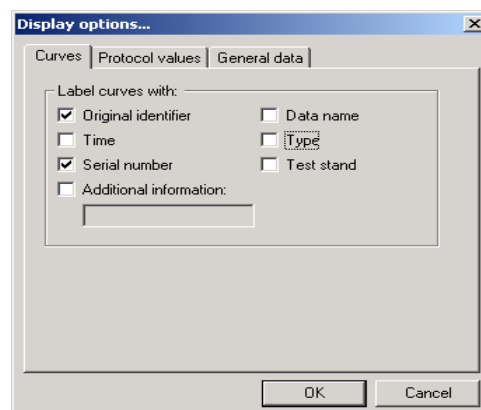 Display options...
Curves Protocol values General data
Label curves with:
Original identifier Data name
Time Type
Serial number Test stand
Additional information:
OK Cancel